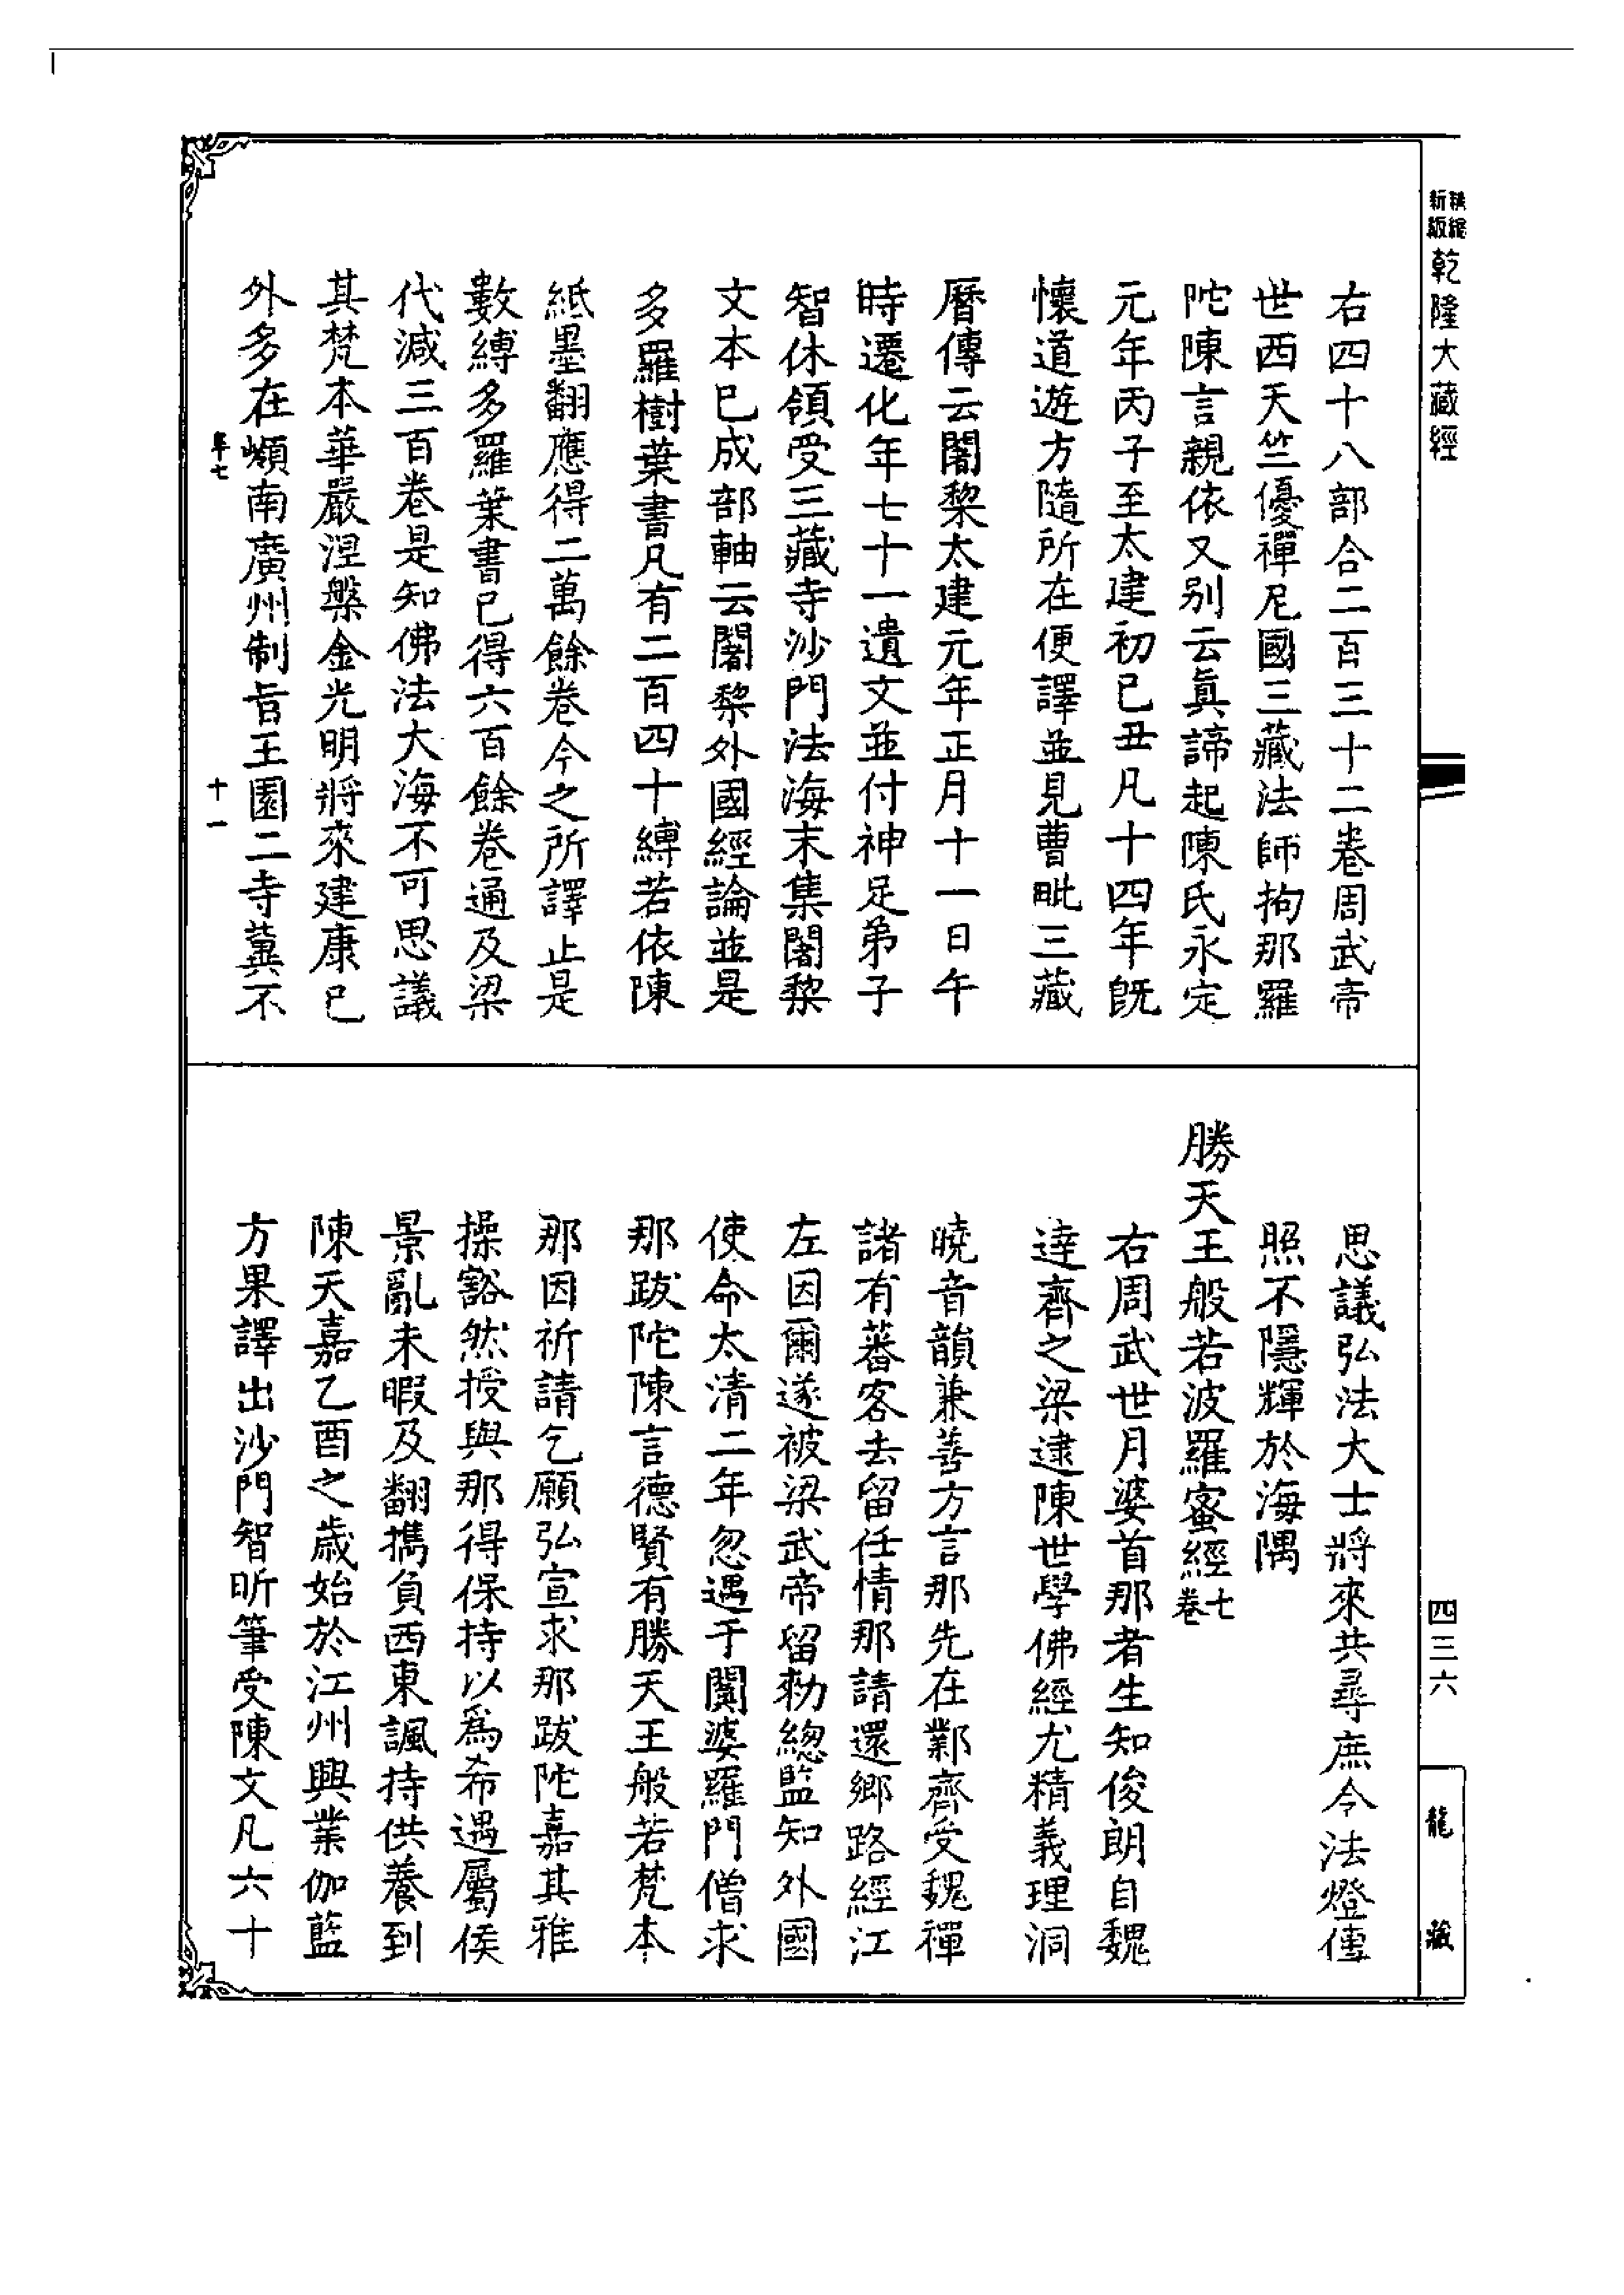 新編
縮版
乾隆大藏經
四三六
龍藏
右四十八部合二百三十二卷周武帝
世西天竺優禪尼國三藏法師拘那羅
陀陳言親依又别云眞諦起陳氏永定
元年丙子至太建初已丑凡十四年旣
懷道遊方隨所在便譯並見曹毗三藏
曆傳云闍黎太建元年正月十一日午
時遷化年七十一遺文並付神足弟子
智休領受三藏寺沙門法海末集闍黎
文本已成部軸云闍黎外國經論並是
多羅樹葉書凡有二百四十縛若依陳
紙墨翻應得二萬餘卷今之所譯止是
數縛多羅葉書已得六百餘卷通及梁
代減三百卷是知佛法大海不可思議
其梵本華嚴涅槃金光明將來建康已
外多在嶺南廣州制旨王園二寺冀不
阜七
十一
思議弘法大士將來共尋庶令法燈傳
照不隱輝於海隅
勝天王般若波羅蜜經七卷
右周武世月婆首那者生知俊朗自魏
達齊之梁逮陳世學佛經尤精義理洞
曉音韻兼善方言那先在鄴齊受魏禪
諸有蕃客去留任情那請還鄉路經江
左因爾遂被梁武帝留勑總監知外國
使命太清二年忽遇于闐婆羅門僧求
那跋陀陳言德賢有勝天王般若梵本
那因祈請乞願弘宣求那跋陀嘉其雅
操豁然授與那得保持以爲希遇屬侯
景亂未暇及翻攜負西東諷持供養到
陳天嘉乙酉之歲始於江州興業伽藍
方果譯出沙門智昕筆受陳文凡六十